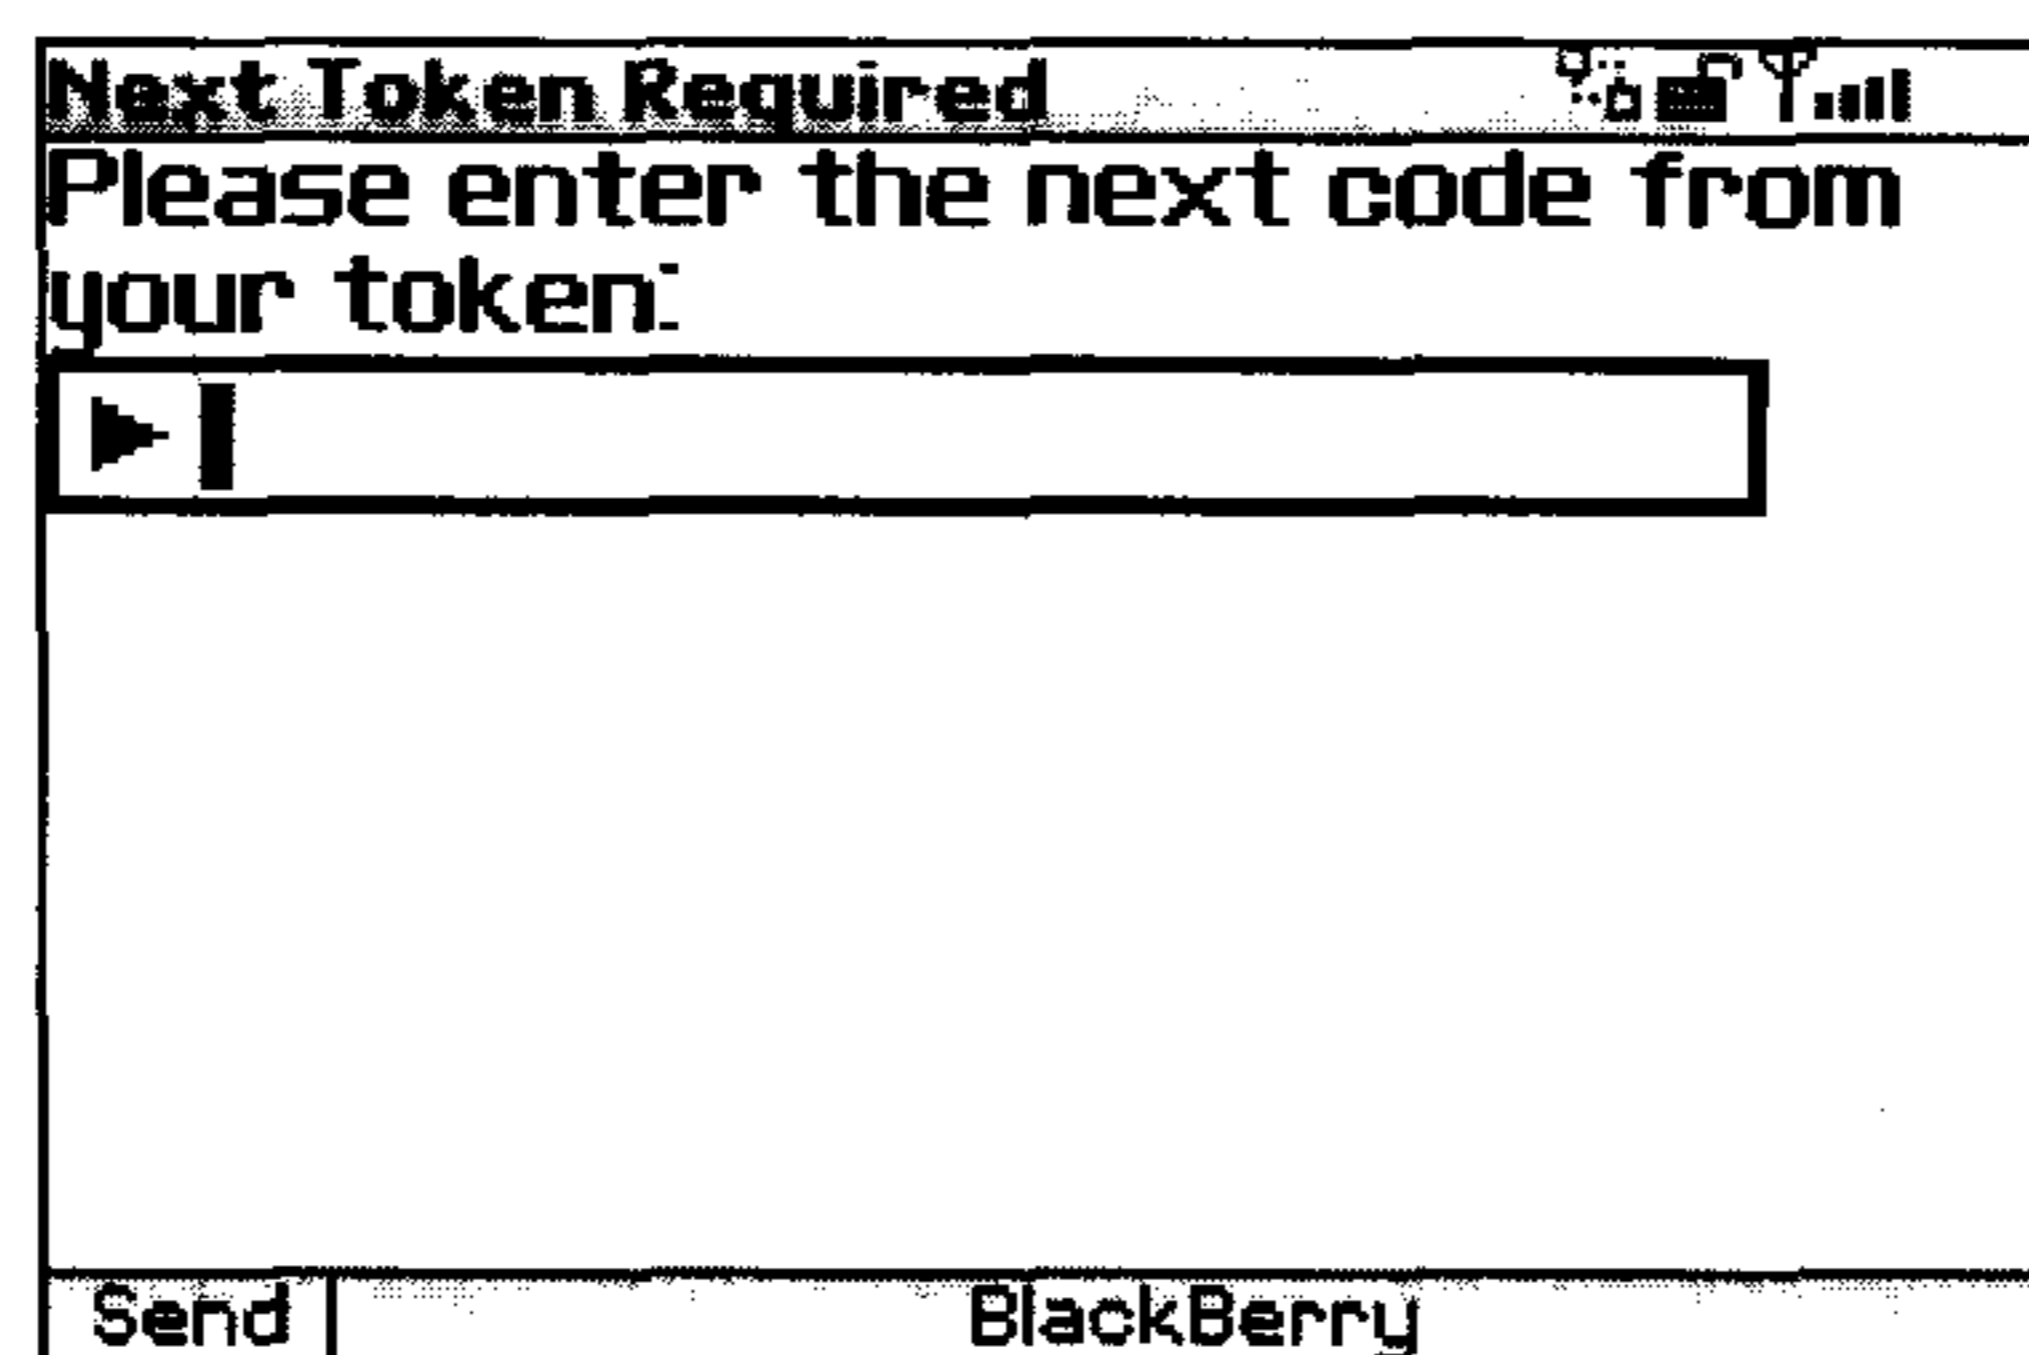 Next Token Required
Please enter the next code from
your token:
Send
BlackBerry